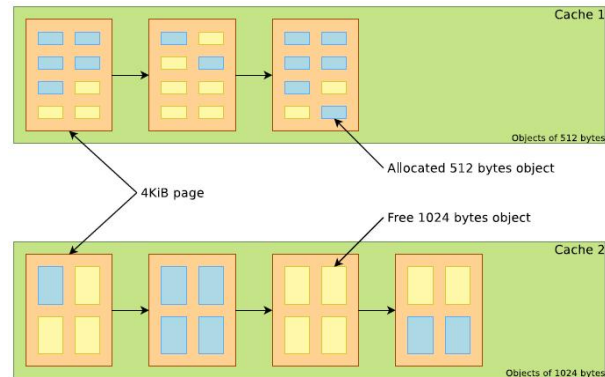 Cache 1
Objects of 512 bytes
Allocated 512 bytes object
4KiB page
Free 1024 bytes object
Cache 2
Objects of 1024 bytes